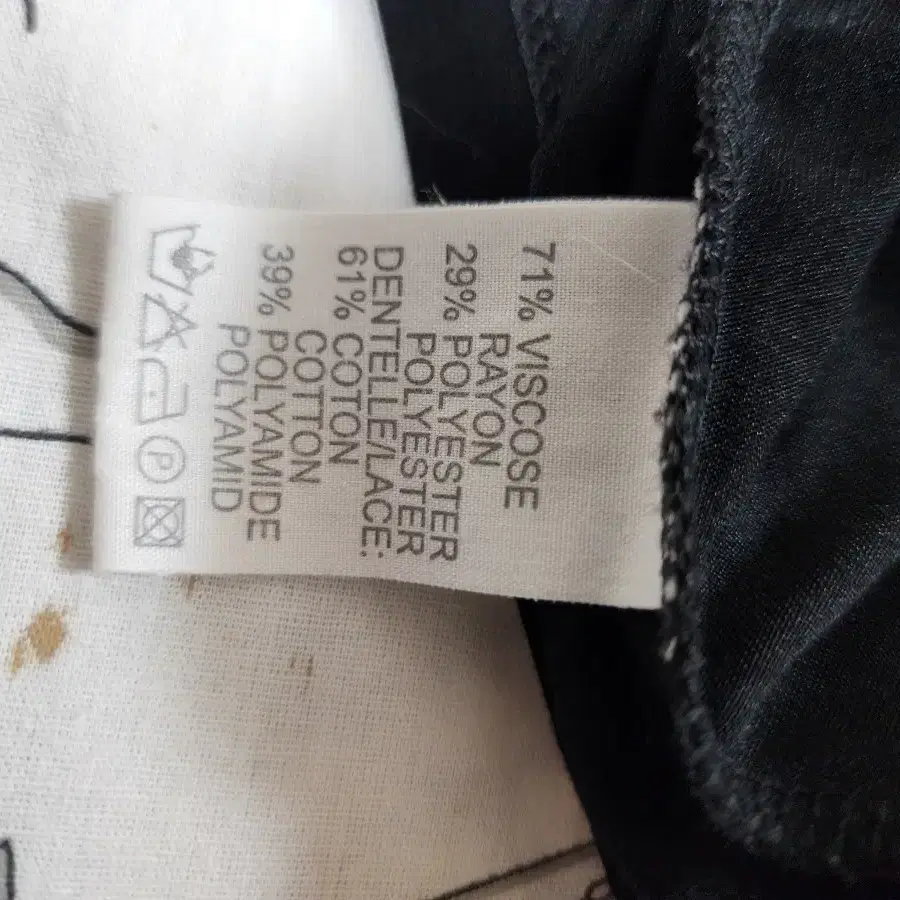 71% VISCOSE
RAYON
29% POLYESTER
POLYESTER
DENTELLE/LACE:
61% COTON
COTTON
39% POLYAMIDE
POLYAMID
P